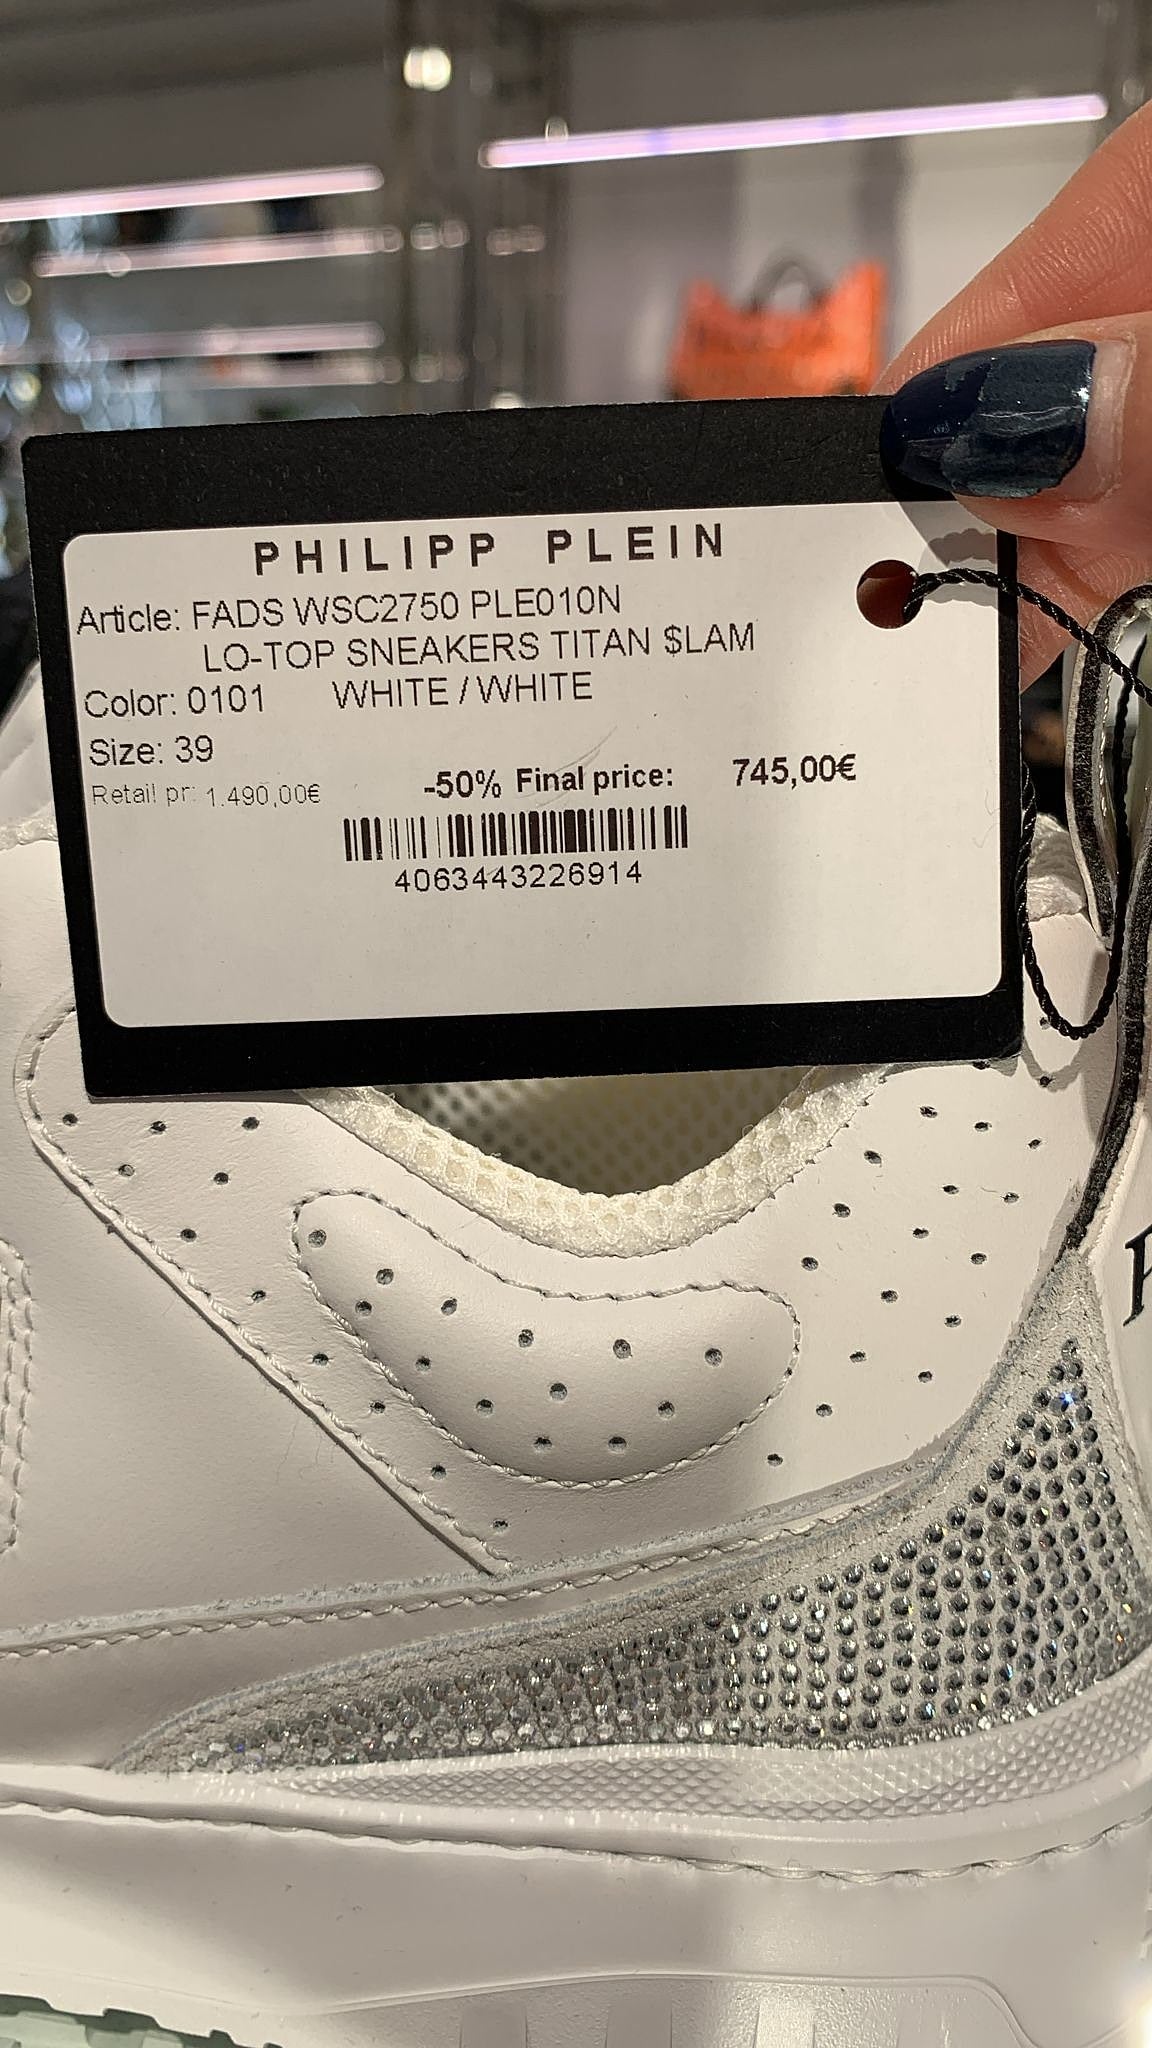 PHILIPP PLEIN
Article: FADS WSC2750 PLE010N
LO-TOP SNEAKERS TITAN $LAM
Color: 0101 WHITE / WHITE
Size: 39
Retail pr: 1.490,00€ -50% Final price: 745,00€
4063443226914